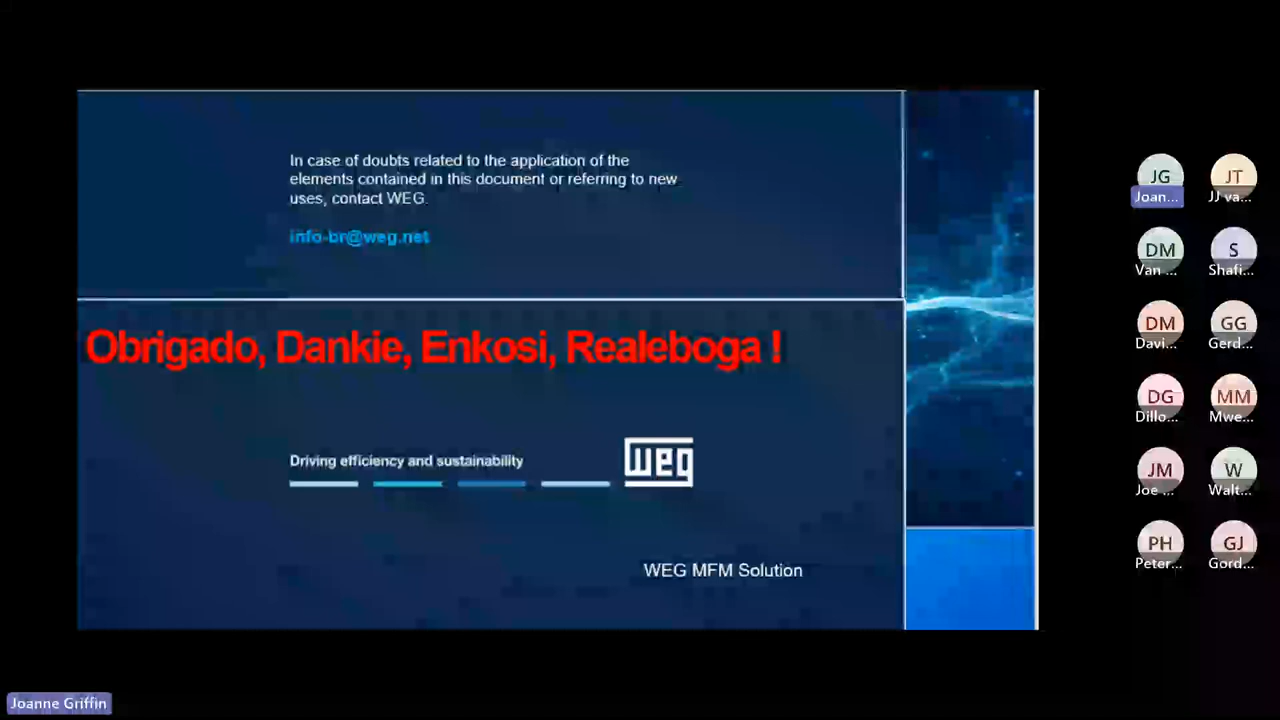 In case of doubts related to the application of the
elements contained in this document or referring to new
uses, contact WEG.
info-br@weg.net
Obrigado, Dankie, Enkosi, Realeboga !
Driving efficiency and sustainability
weg
WEG MFM Solution
JG
JT
Joan...
JJ va...
DM
S
Van ...
Shafi...
DM
GG
Davi...
Gerd...
DG
MM
Dillo...
Mwe...
JM
W
Joe ...
Walt...
PH
GJ
Peter...
Gord...
Joanne Griffin